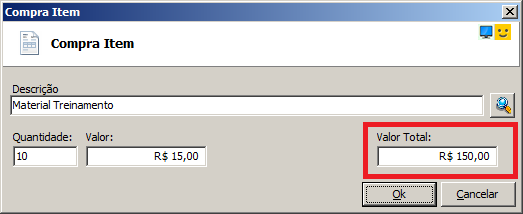 Compra Item
Compra Item
Descrição
Material Treinamento
Quantidade: Valor: Valor Total:
10 R$ 15,00 R$ 150,00
Ok Cancelar